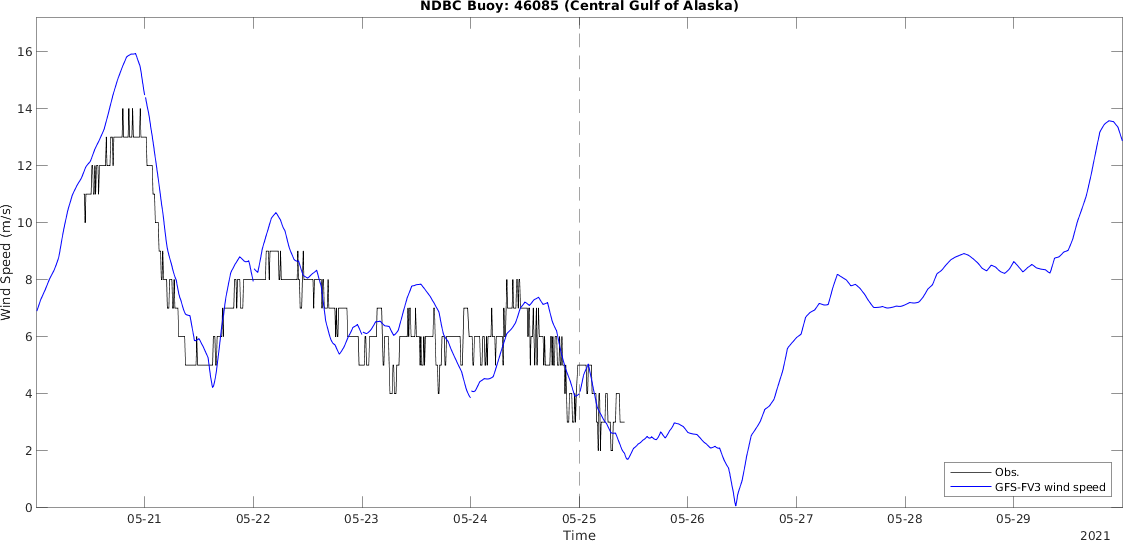 NDBC Buoy: 46085 (Central Gulf of Alaska)
Wind Speed (m/s)
16
14
12
10
8
6
4
2
0
Obs.
GFS-FV3 wind speed
05-21 05-22 05-23 05-24 05-25 05-26 05-27 05-28 05-29
Time
2021